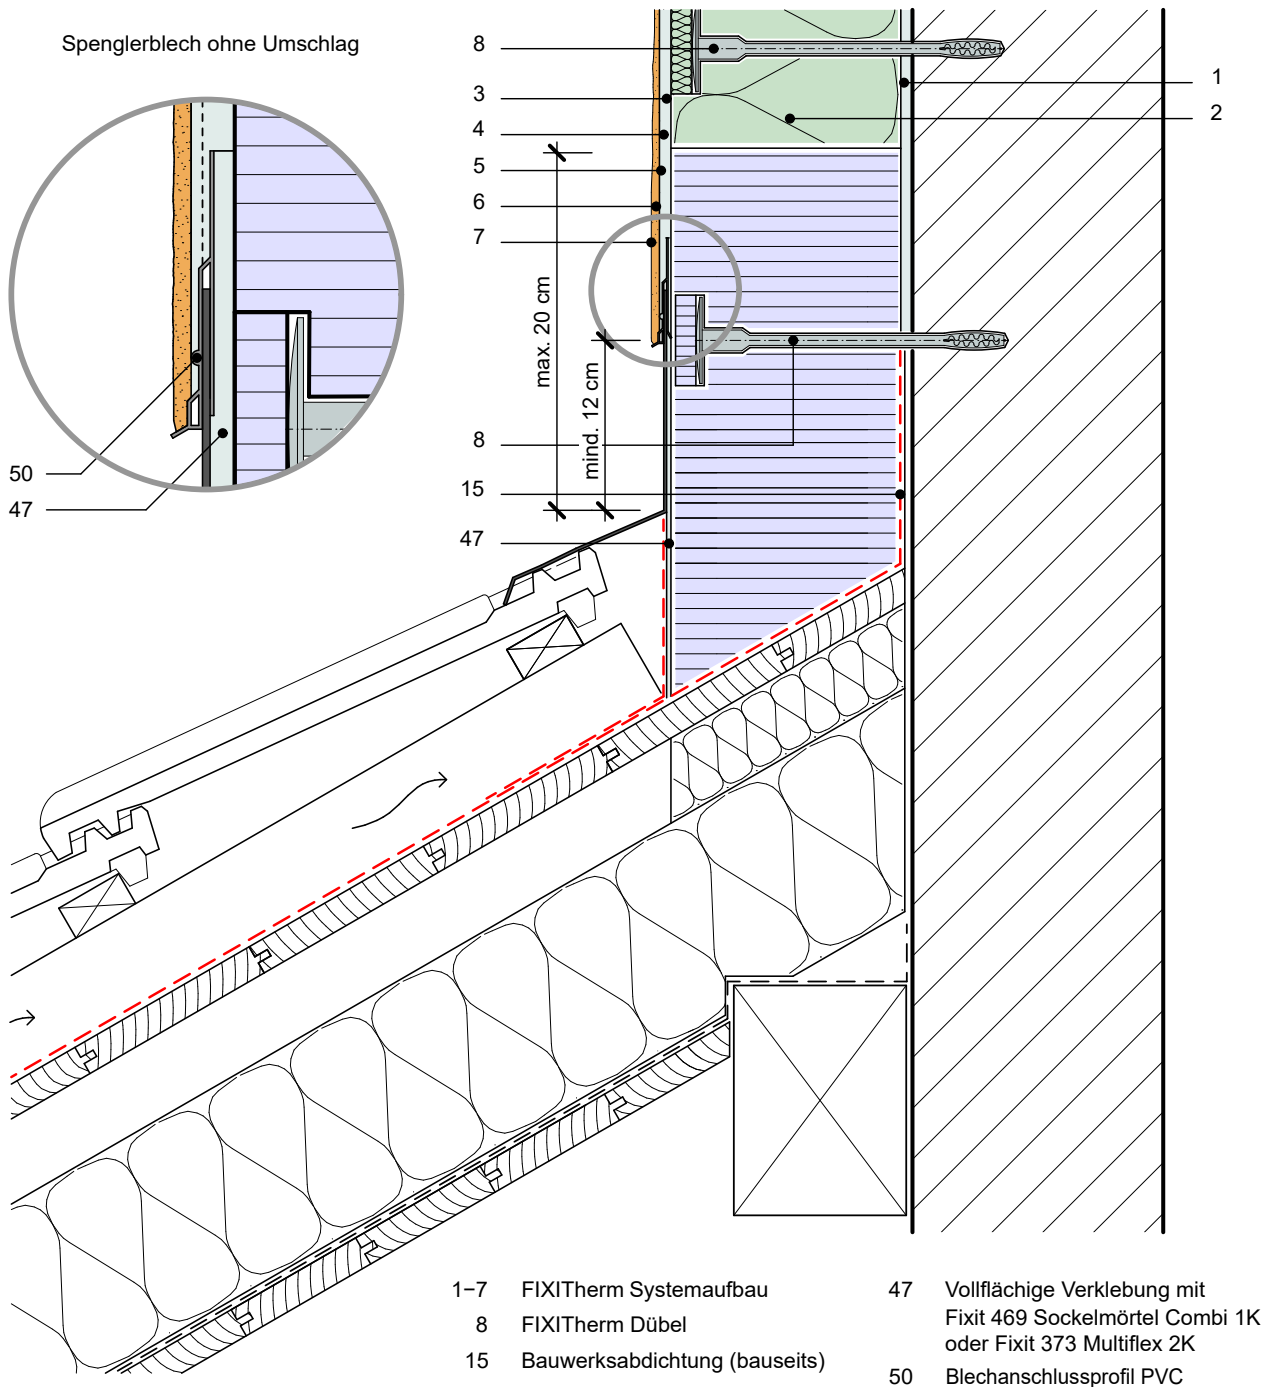 Spenglerblech ohne Umschlag
8
3
4
5
6
7
1
2
max. 20 cm
mind. 12 cm
8
15
47
50
47
1–7 FIXITherm Systemaufbau
8 FIXITherm Dübel
15 Bauwerksabdichtung (bauseits)
47 Vollflächige Verklebung mit
Fixit 469 Sockelmörtel Combi 1K
oder Fixit 373 Multiflex 2K
50 Blechanschlussprofil PVC